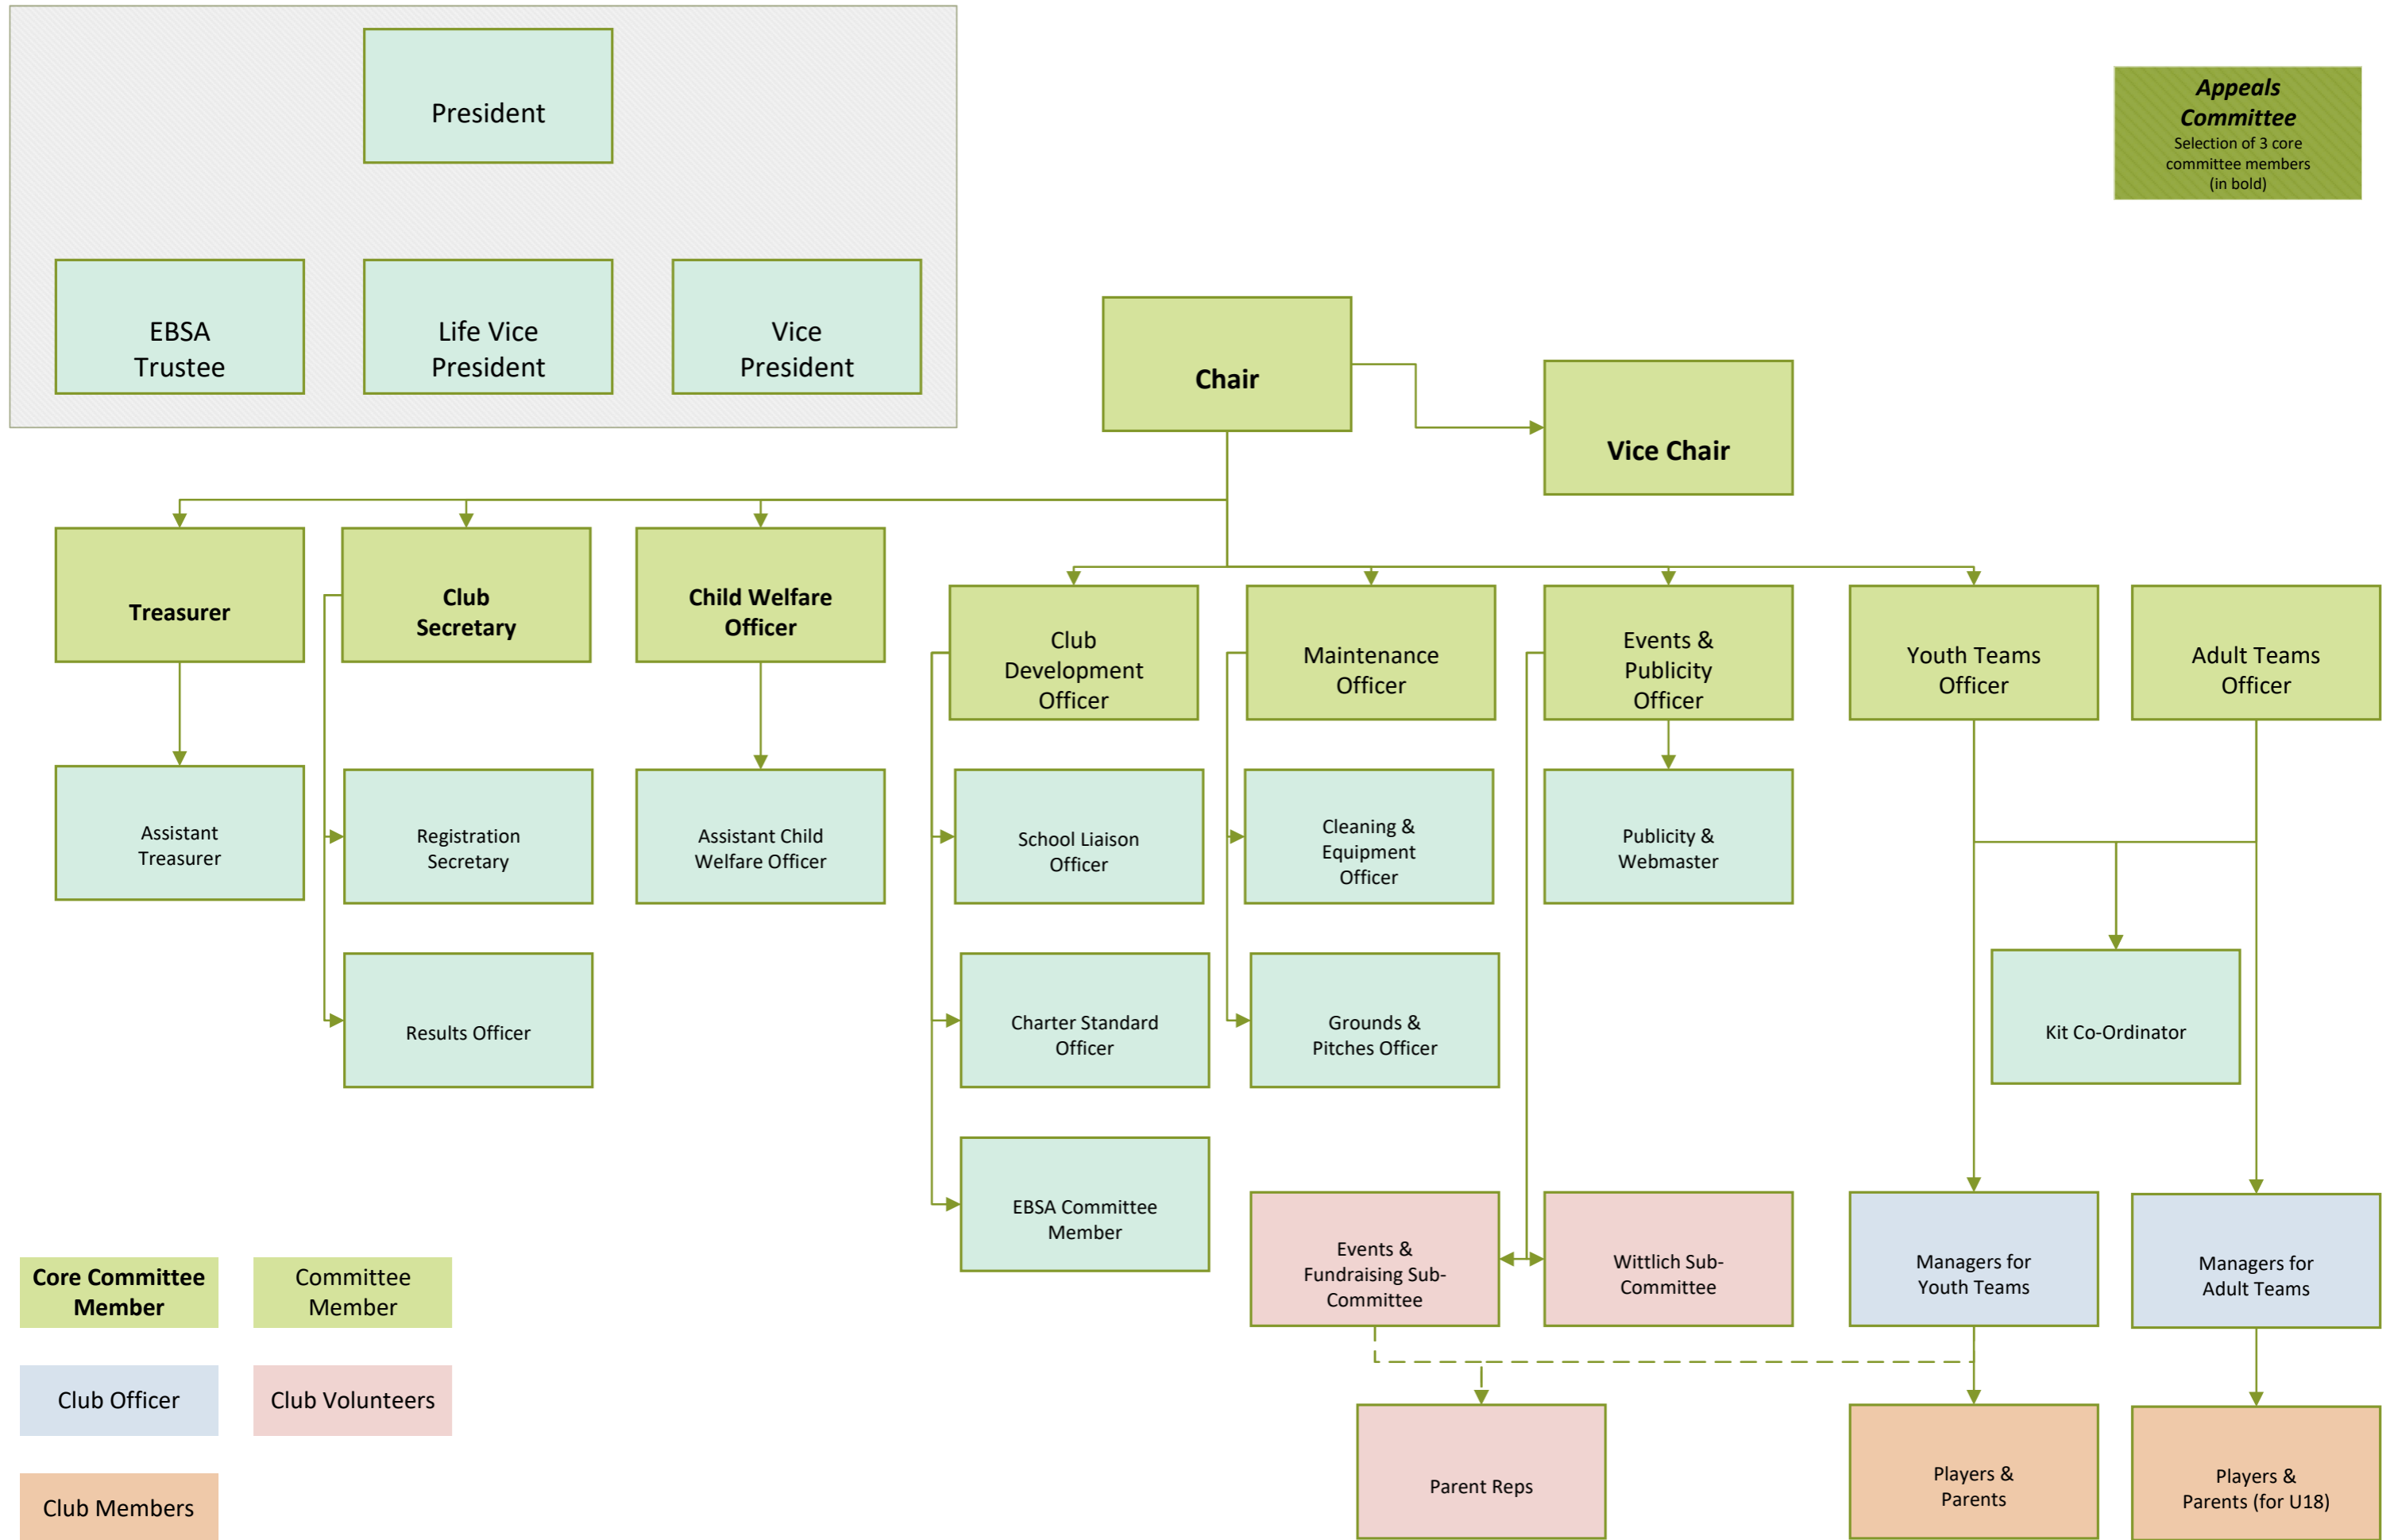 President
Appeals
Committee
Selection of 3 core
committee members
(in bold)
EBSA
Trustee
Life Vice
President
Vice
President
Chair
Vice Chair
Treasurer
Club
Secretary
Child Welfare
Officer
Club
Development
Officer
Maintenance
Officer
Events &
Publicity
Officer
Youth Teams
Officer
Adult Teams
Officer
Assistant
Treasurer
Registration
Secretary
Assistant Child
Welfare Officer
School Liaison
Officer
Cleaning &
Equipment
Officer
Publicity &
Webmaster
Results Officer
Charter Standard
Officer
Grounds &
Pitches Officer
Kit Co-Ordinator
EBSA Committee
Member
Events &
Fundraising Sub-
Committee
Wittlich Sub-
Committee
Managers for
Youth Teams
Managers for
Adult Teams
Core Committee
Member
Committee
Member
Club Officer
Club Volunteers
Club Members
Parent Reps
Players &
Parents
Players &
Parents (for U18)